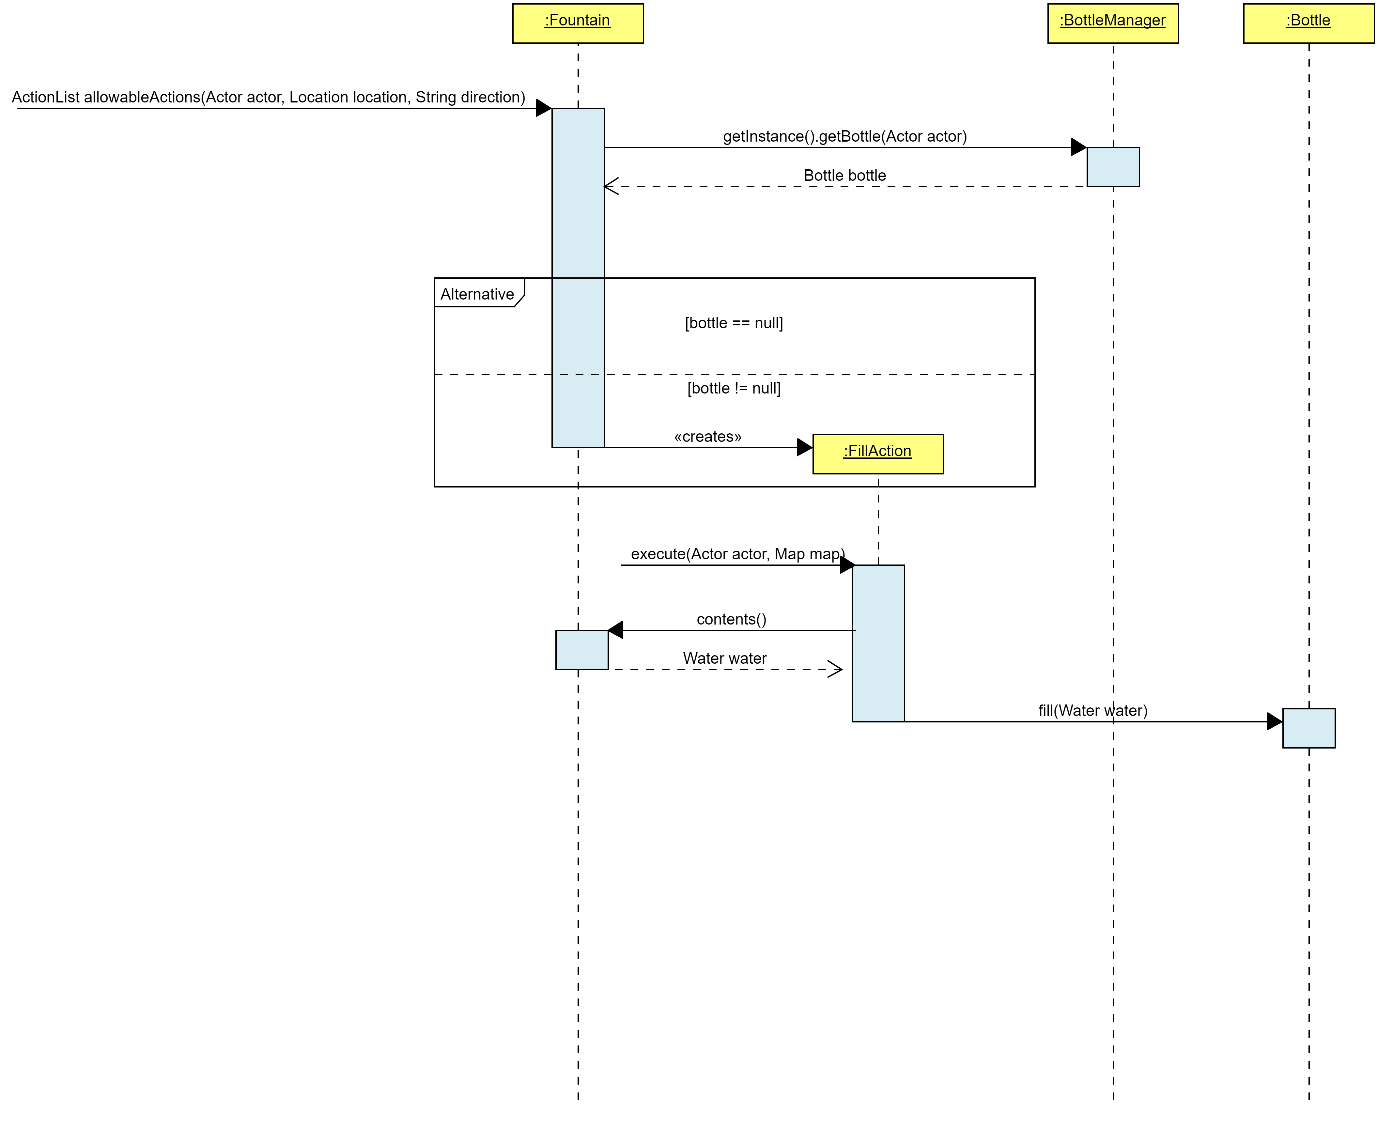 :Fountain
:BottleManager
:Bottle
ActionList allowableActions(Actor actor, Location location, String direction)
getInstance().getBottle(Actor actor)
Bottle bottle
Alternative
[bottle == null]
[bottle != null]
«creates»
:FillAction
execute(Actor actor, Map map)
contents()
Water water
fill(Water water)